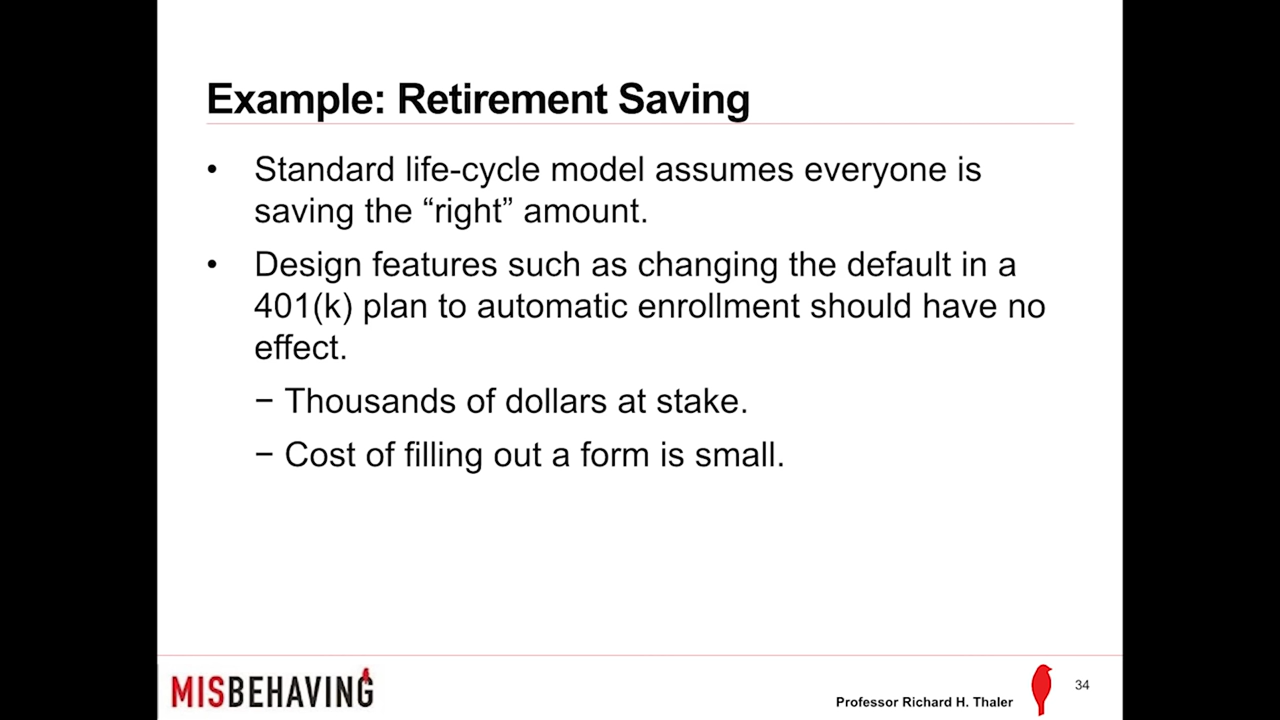 Example: Retirement Saving
• Standard life-cycle model assumes everyone is
saving the “right” amount.
• Design features such as changing the default in a
401(k) plan to automatic enrollment should have no
effect.
− Thousands of dollars at stake.
− Cost of filling out a form is small.
MISBEHAVING
Professor Richard H. Thaler
34